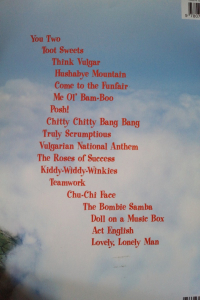 You Two
Toot Sweets
Think Vulgar
Hushabye Mountain
Come to the Funfair
Me Ol' Bam-Boo
Posh!
Chitty Chitty Bang Bang
Truly Scrumptious
Vulgarian National Anthem
The Roses of Success
Kiddy-Widdy-Winkies
Teamwork
Chu-Chi Face
The Bombie Samba
Doll on a Music Box
Act English
Lovely, Lonely Man